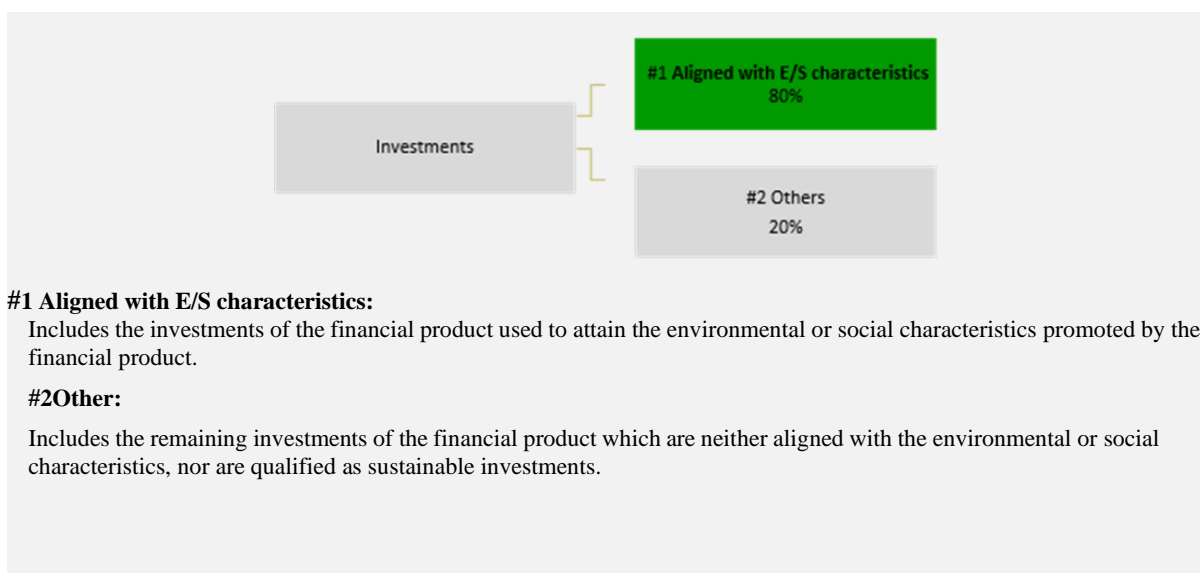 #1 Aligned with E/S characteristics
80%
Investments
#2 Others
20%
#1 Aligned with E/S characteristics:
Includes the investments of the financial product used to attain the environmental or social characteristics promoted by the
financial product.
#2Other:
Includes the remaining investments of the financial product which are neither aligned with the environmental or social
characteristics, nor are qualified as sustainable investments.